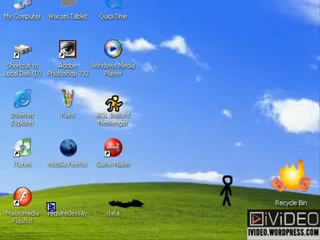 My Computer
Wacom Tablet
QuickTime
Shortcut to
Local Disk (D)
Adobe
Photoshop 7.0
Windows Media
Player
Internet
Explorer
Paint
AOL Instant
Messenger
iTunes
Mozilla Firefox
Game Maker
Macromedia
Flash 8
requiredessay
data
Recycle Bin
iVIDEO
IVIDEO.WORDPRESS.COM